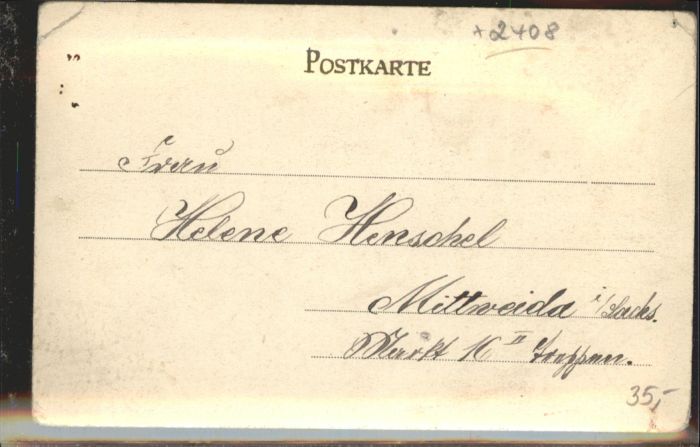 +2408
POSTKARTE
Frau
Helene Henschel
Mittweida i/Sachs.
Markt 16 II Treppen.
35,-